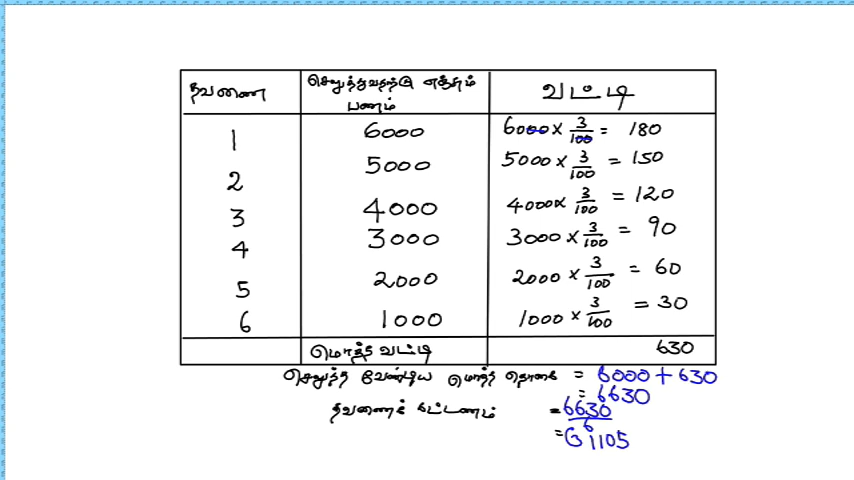 தவணை செலுத்துவதற்கு எஞ்சும் பணம் வட்டி
1 6000 6000 × 3/100 = 180
2 5000 5000 × 3/100 = 150
3 4000 4000 × 3/100 = 120
4 3000 3000 × 3/100 = 90
5 2000 2000 × 3/100 = 60
6 1000 1000 × 3/100 = 30
மொத்த வட்டி 630
செலுத்த வேண்டிய மொத்த தொகை = 6000 + 630
= 6630
தவணைக் கட்டணம் = 6630/6
= 1105